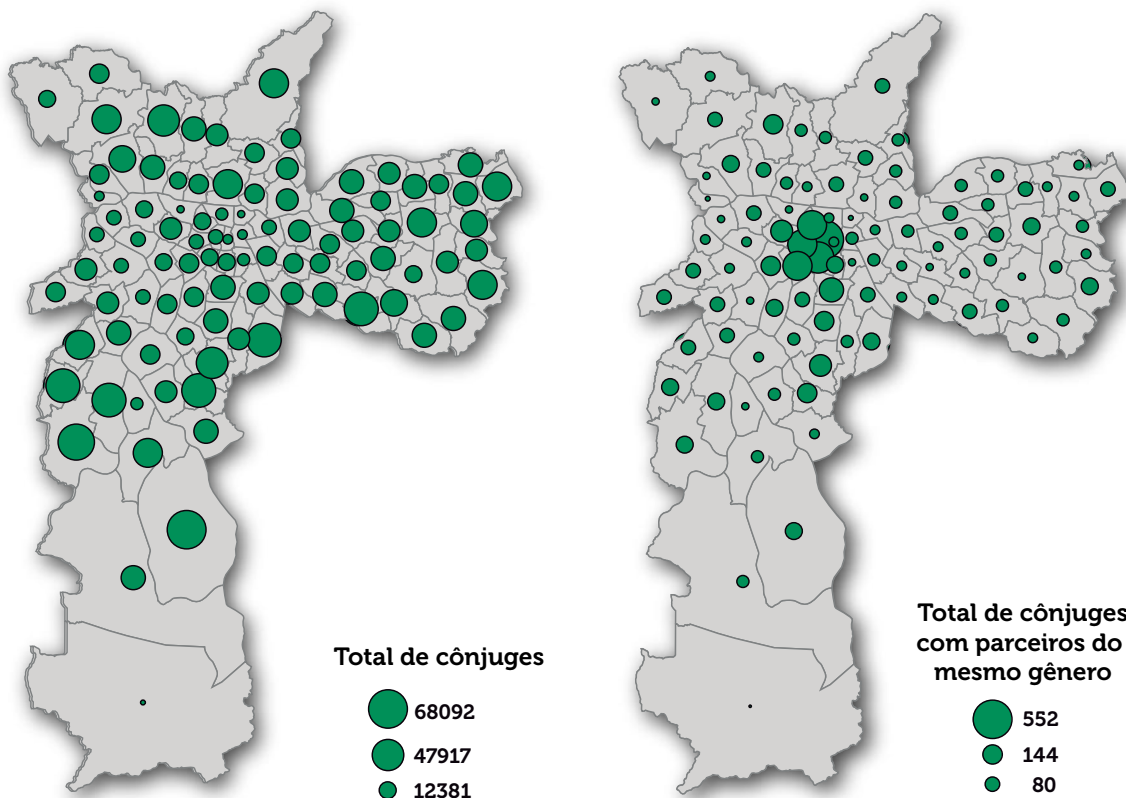 Total de cônjuges
68092
47917
12381
Total de cônjuges
com parceiros do
mesmo gênero
552
144
80